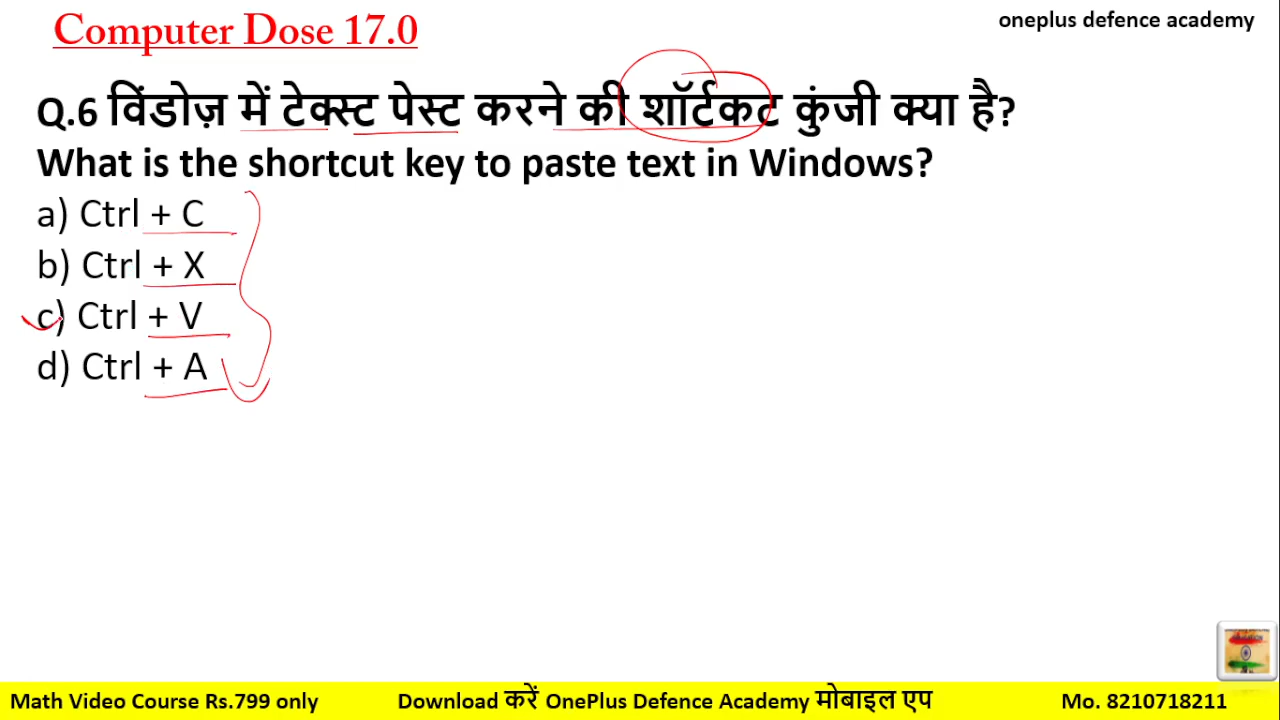 Computer Dose 17.0
oneplus defence academy
Q.6 विंडोज़ में टेक्स्ट पेस्ट करने की शॉर्टकट कुंजी क्या है?
What is the shortcut key to paste text in Windows?
a) Ctrl + C
b) Ctrl + X
c) Ctrl + V
d) Ctrl + A
Math Video Course Rs.799 only
Download करें OnePlus Defence Academy मोबाइल एप
Mo. 8210718211